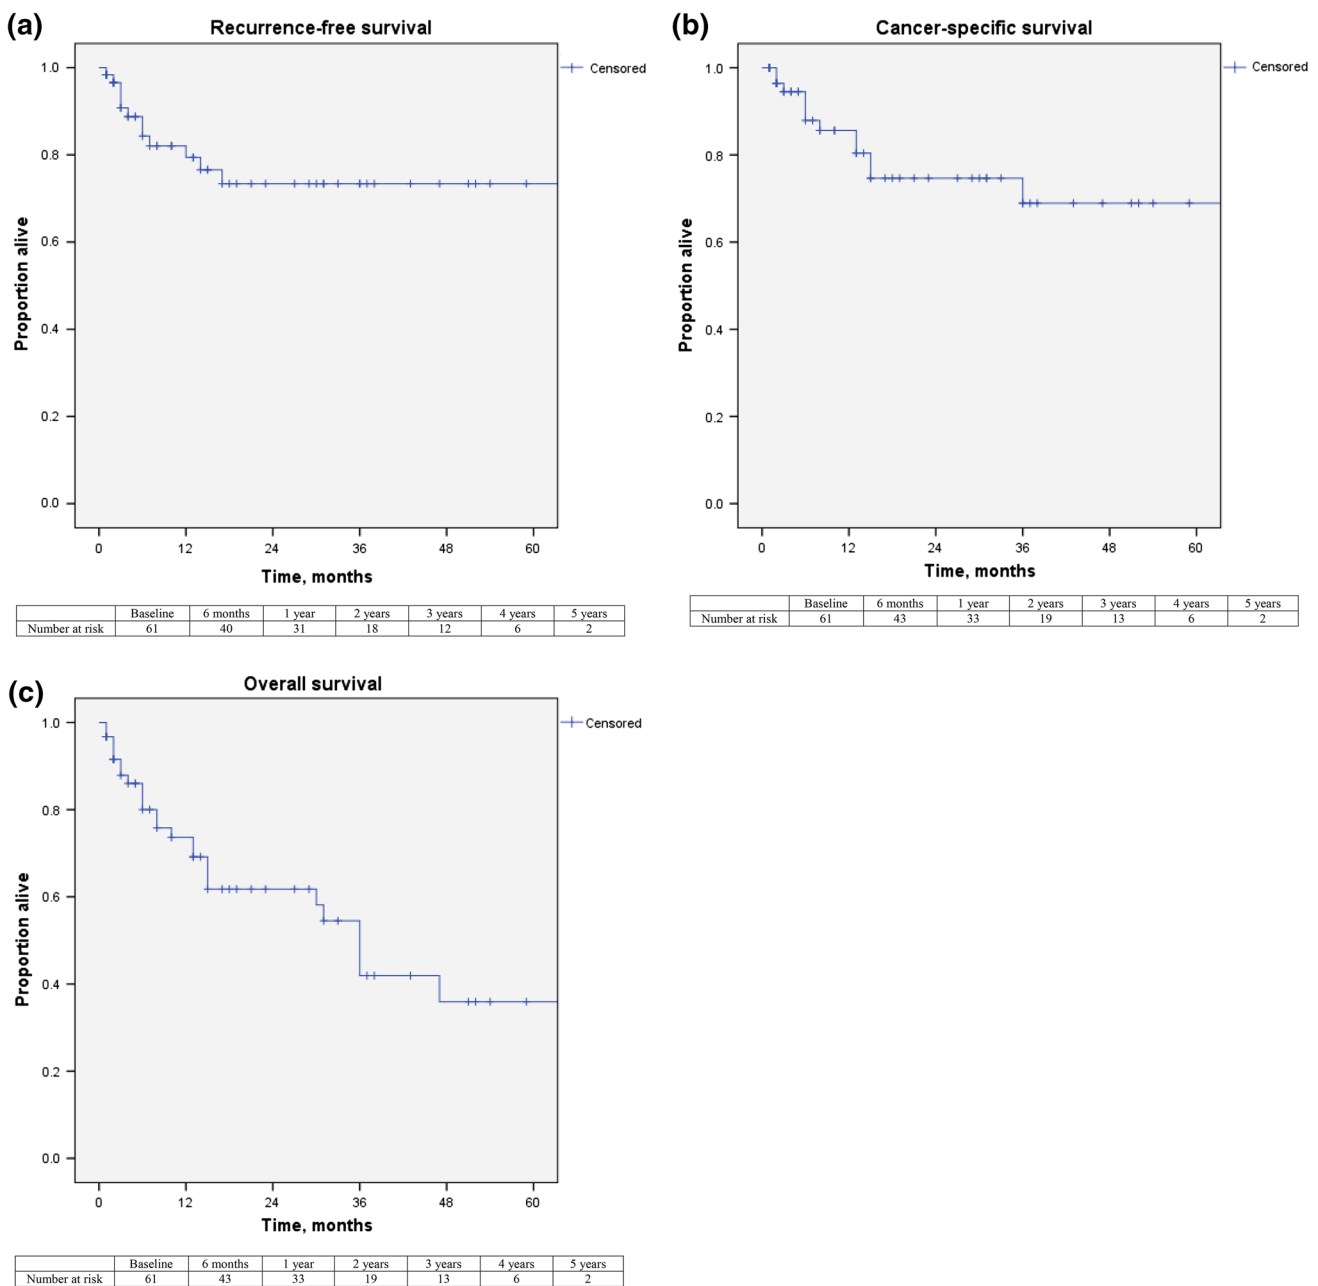 (a)
Recurrence-free survival
1.0
0.8
0.6
0.4
0.2
0.0
Proportion alive
Censored
0 12 24 36 48 60
Time, months
Baseline 6 months 1 year 2 years 3 years 4 years 5 years
Number at risk 61 40 31 18 12 6 2
(b)
Cancer-specific survival
1.0
0.8
0.6
0.4
0.2
0.0
Proportion alive
Censored
0 12 24 36 48 60
Time, months
Baseline 6 months 1 year 2 years 3 years 4 years 5 years
Number at risk 61 43 33 19 13 6 2
(c)
Overall survival
1.0
0.8
0.6
0.4
0.2
0.0
Proportion alive
Censored
0 12 24 36 48 60
Time, months
Baseline 6 months 1 year 2 years 3 years 4 years 5 years
Number at risk 61 43 33 19 13 6 2